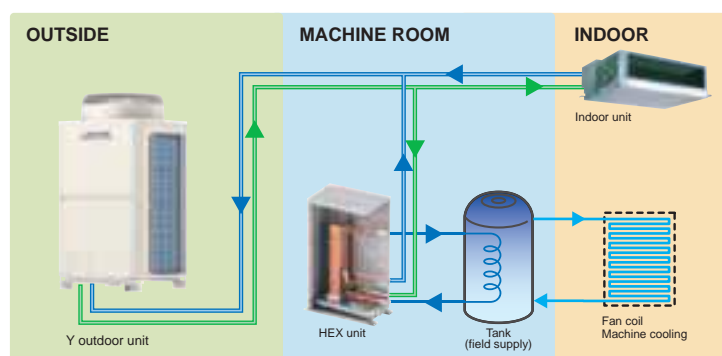 OUTSIDE
MACHINE ROOM
INDOOR
Indoor unit
Y outdoor unit
HEX unit
Tank
(field supply)
Fan coil
Machine cooling